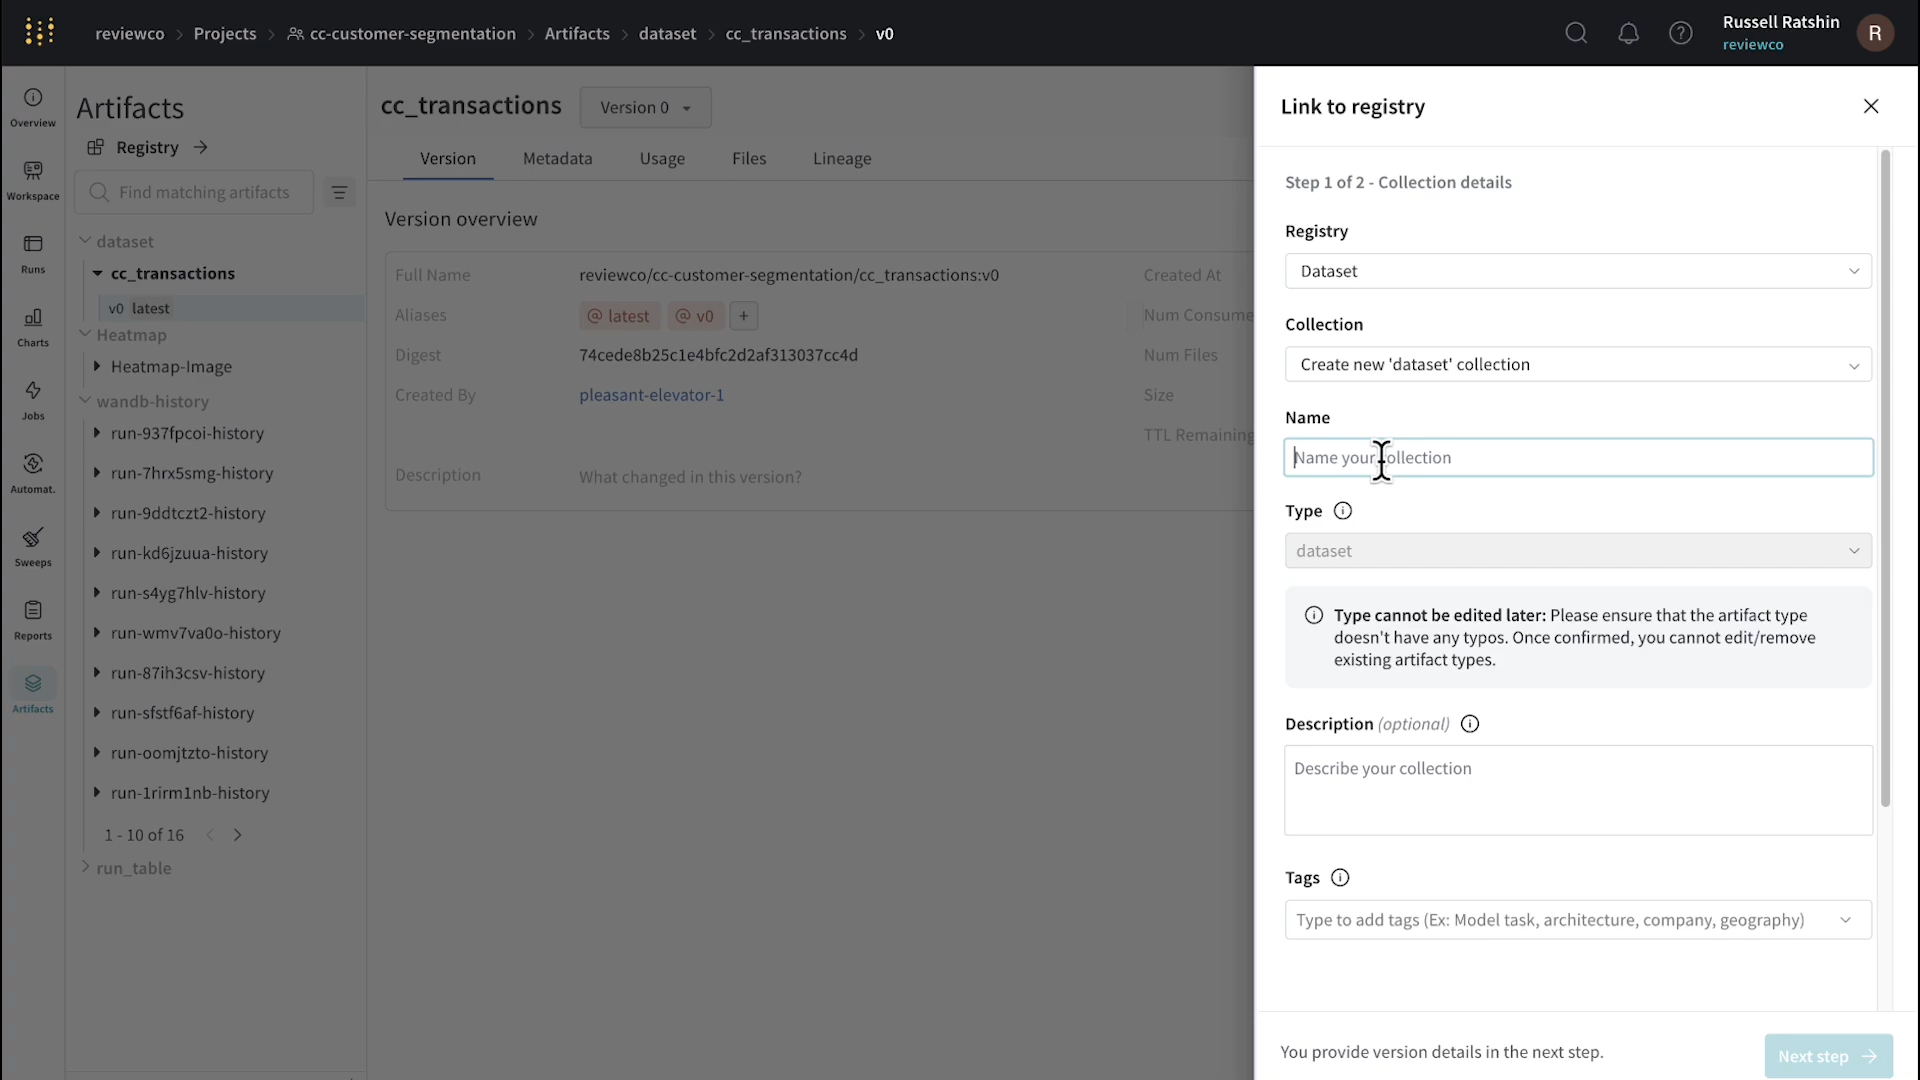 reviewco > Projects > cc-customer-segmentation > Artifacts > dataset > cc_transactions > v0
Russell Ratshin
reviewco
R
Overview
Workspace
Runs
Charts
Jobs
Automat.
Sweeps
Reports
Artifacts
Artifacts
Registry →
Find matching artifacts
dataset
cc_transactions
v0 latest
Heatmap
Heatmap-Image
wandb-history
run-937fpcoi-history
run-7hrx5smg-history
run-9ddtczt2-history
run-kd6jzuua-history
run-s4yg7hlv-history
run-wmv7va0o-history
run-87ih3csv-history
run-sfstf6af-history
run-oomjtzto-history
run-1rirm1nb-history
1 - 10 of 16
run_table
cc_transactions Version 0
Version Metadata Usage Files Lineage
Version overview
Full Name reviewco/cc-customer-segmentation/cc_transactions:v0 Created At
Aliases @ latest @ v0 + Num Consume
Digest 74cede8b25c1e4bfc2d2af313037cc4d Num Files
Created By pleasant-elevator-1 Size
TTL Remaining
Description What changed in this version?
Link to registry
Step 1 of 2 - Collection details
Registry
Dataset
Collection
Create new 'dataset' collection
Name
Name your collection
Type
dataset
Type cannot be edited later: Please ensure that the artifact type
doesn't have any typos. Once confirmed, you cannot edit/remove
existing artifact types.
Description (optional)
Describe your collection
Tags
Type to add tags (Ex: Model task, architecture, company, geography)
You provide version details in the next step.
Next step →